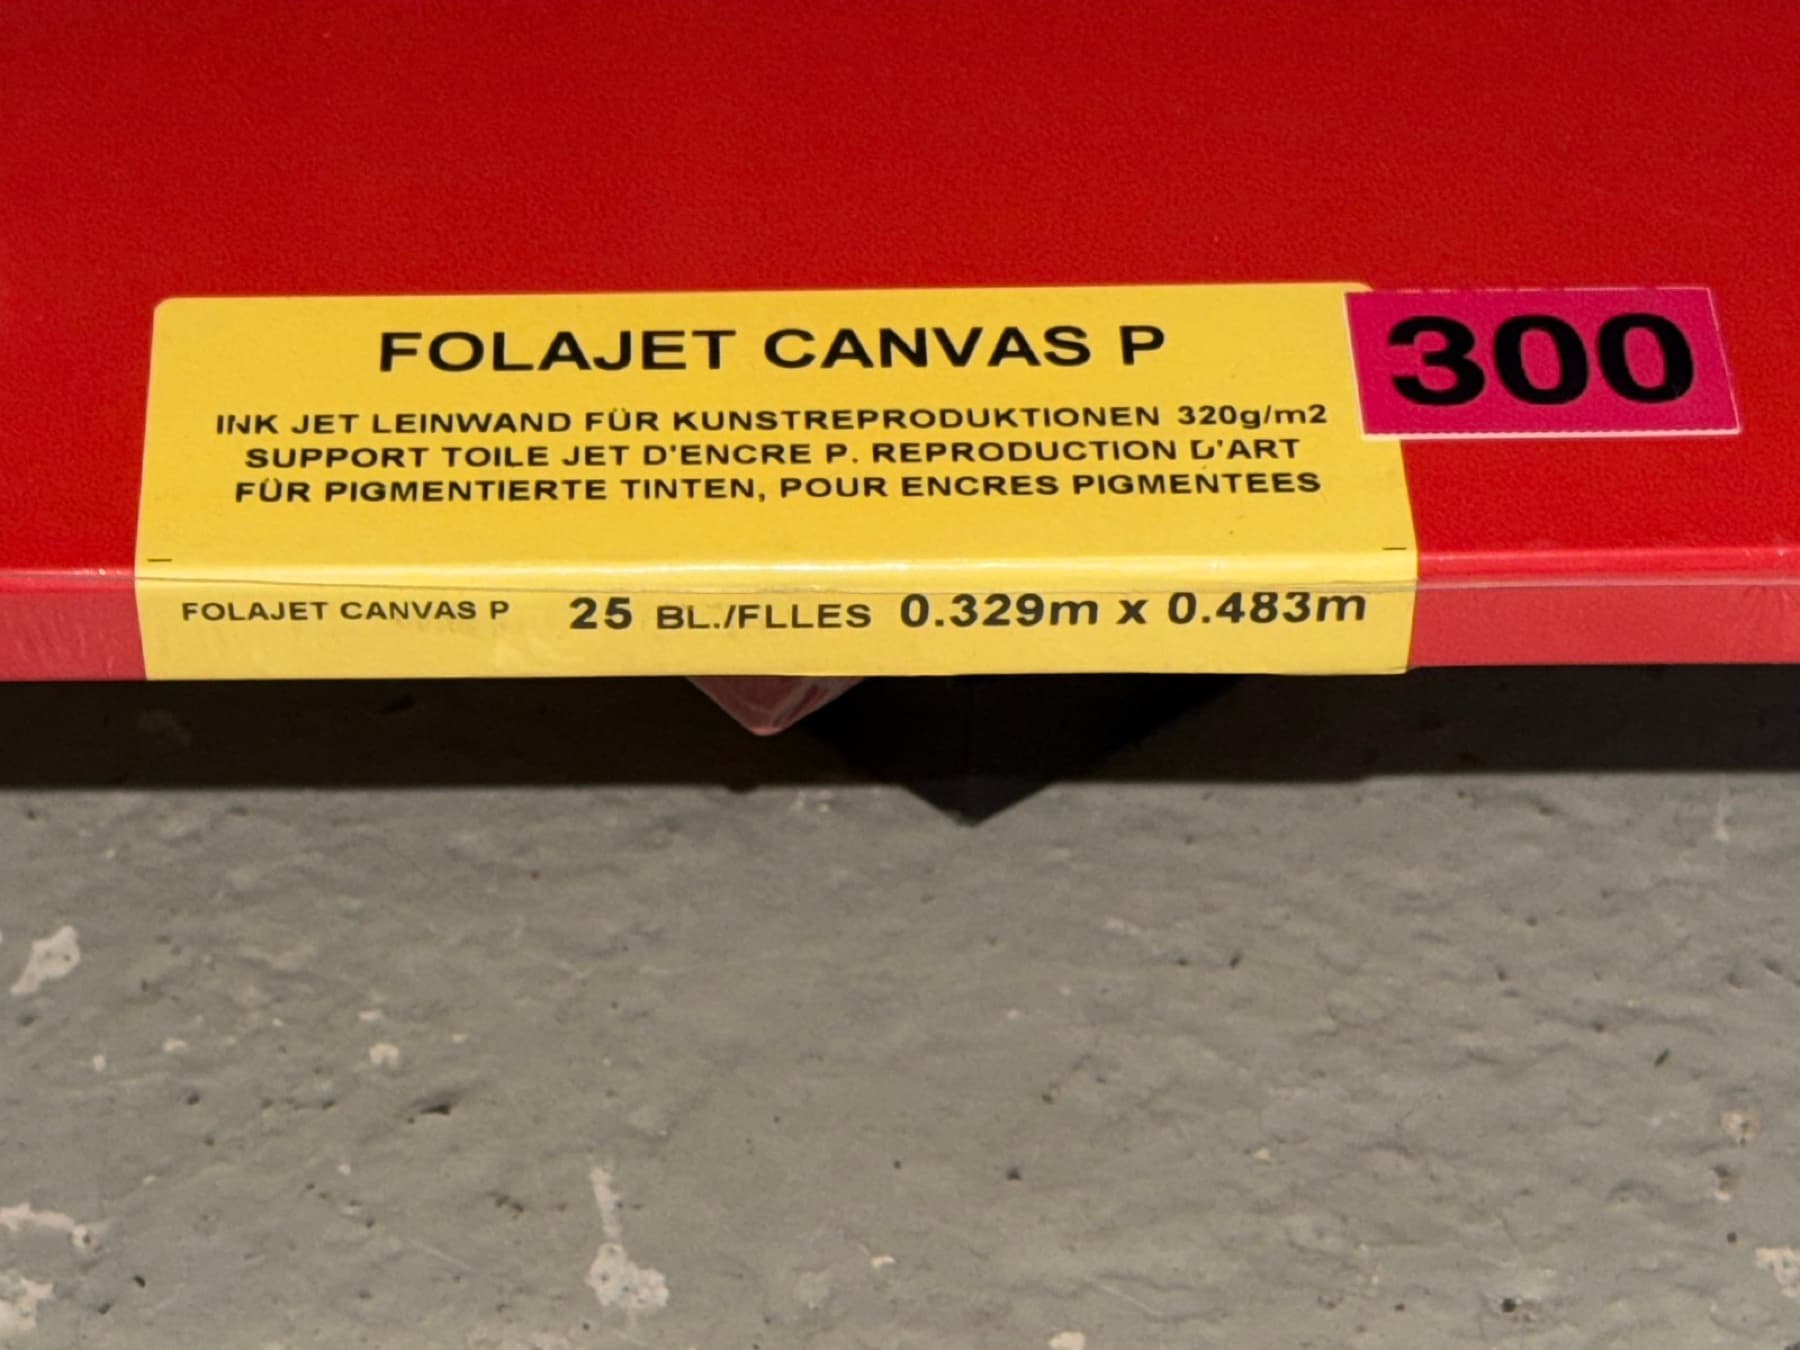 FOLAJET CANVAS P
300
INK JET LEINWAND FÜR KUNSTREPRODUKTIONEN 320g/m2
SUPPORT TOILE JET D'ENCRE P. REPRODUCTION D'ART
FÜR PIGMENTIERTE TINTEN, POUR ENCRES PIGMENTEES
FOLAJET CANVAS P 25 BL./FLLES 0.329m x 0.483m